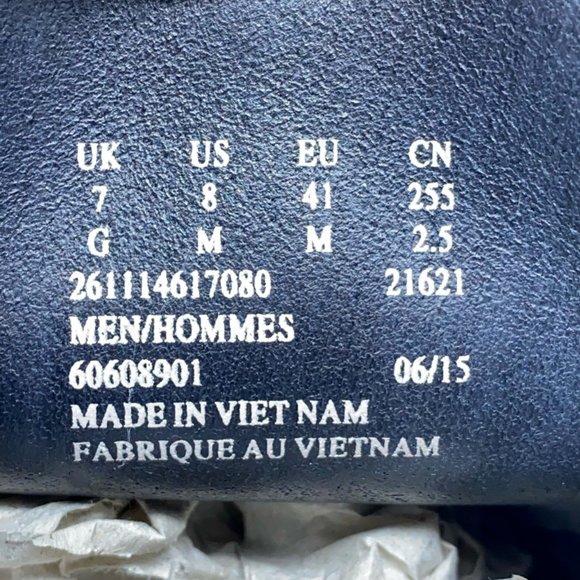 UK US EU CN
7 8 41 255
G M M 2.5
261114617080 21621
MEN/HOMMES
60608901 06/15
MADE IN VIET NAM
FABRIQUE AU VIETNAM